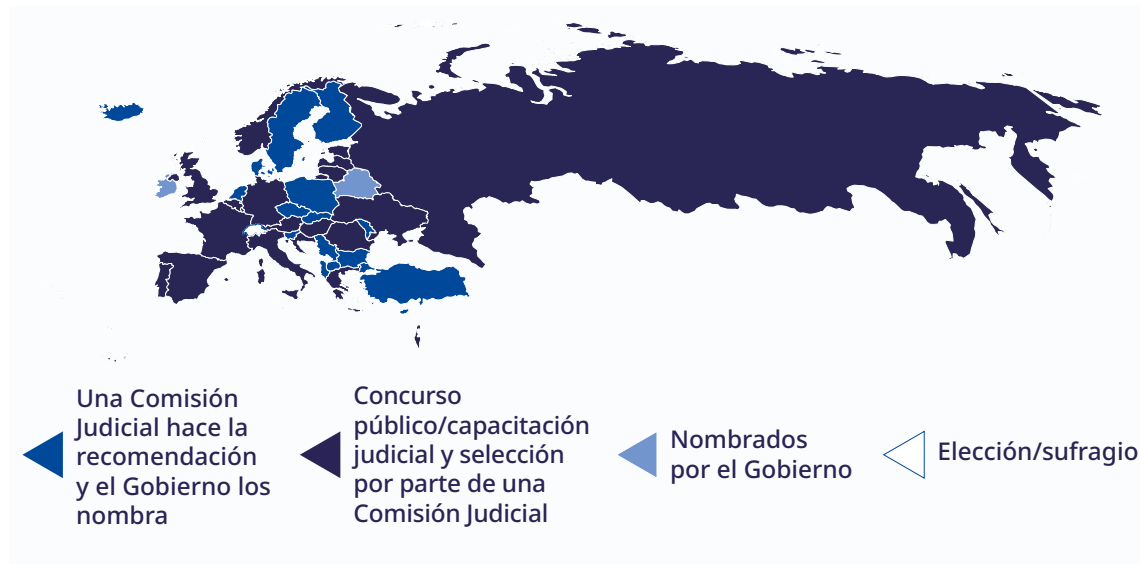 Una Comisión
Judicial hace la
recomendación
y el Gobierno los
nombra
Concurso
público/capacitación
judicial y selección
por parte de una
Comisión Judicial
Nombrados
por el Gobierno
Elección/sufragio